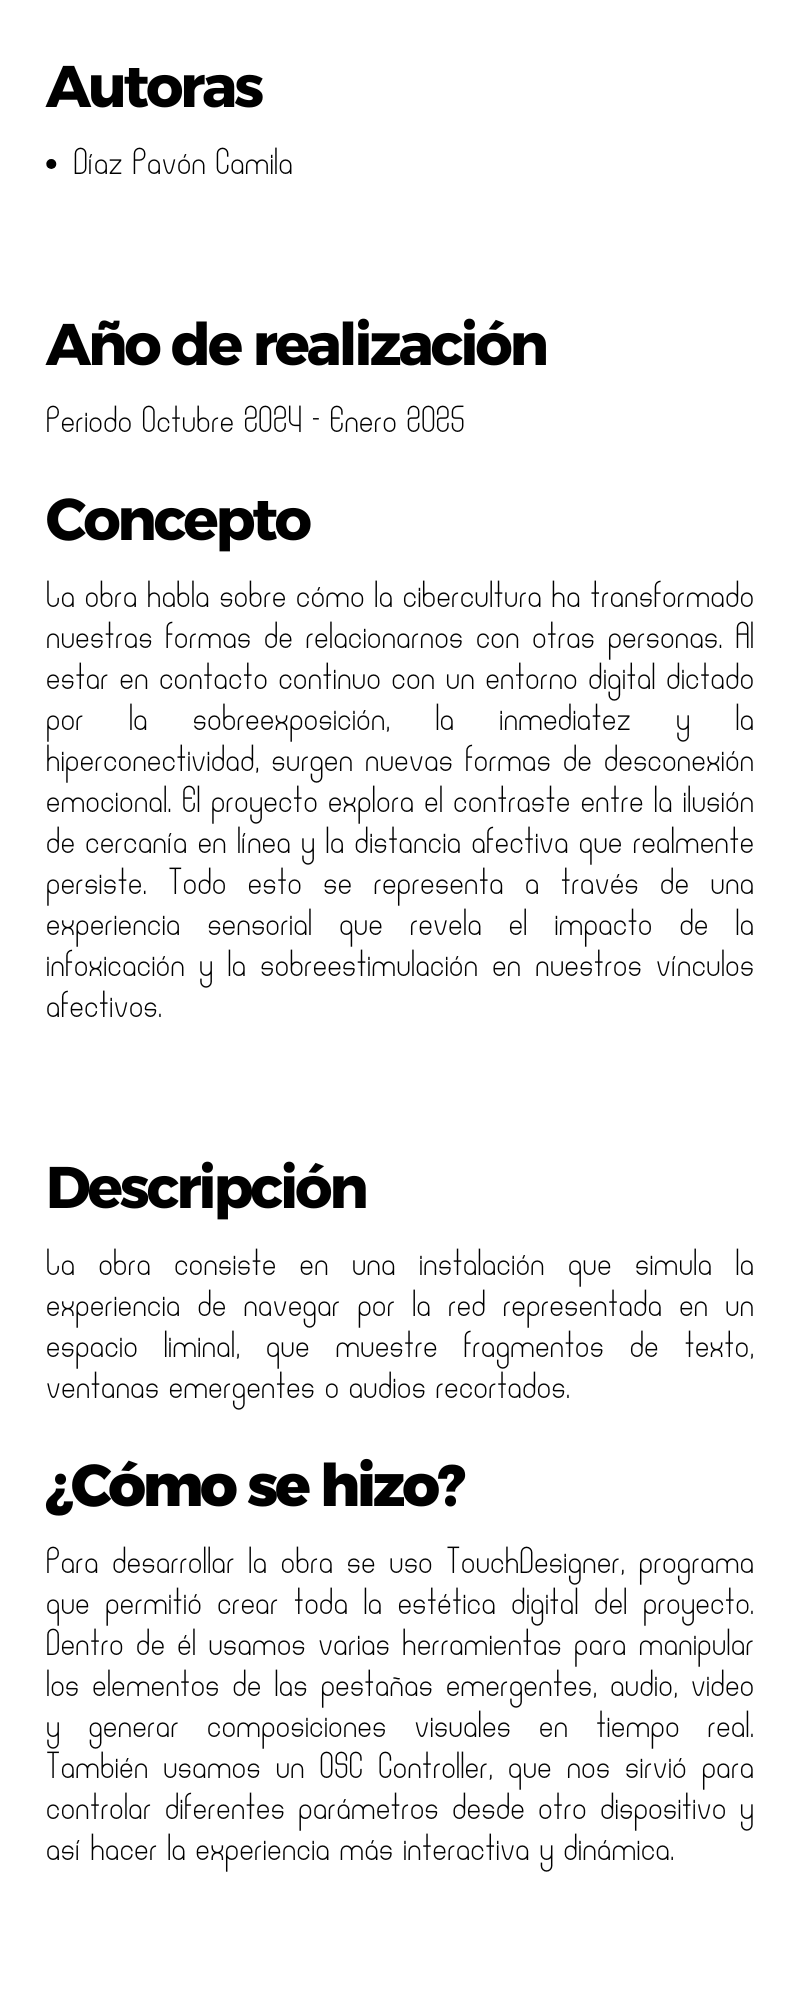 Autoras
• Díaz Pavón Camila
Año de realización
Periodo Octubre 2024 - Enero 2025
Concepto
La obra habla sobre cómo la cibercultura ha transformado
nuestras formas de relacionarnos con otras personas. Al
estar en contacto continuo con un entorno digital dictado
por la sobreexposición, la inmediatez y la
hiperconectividad, surgen nuevas formas de desconexión
emocional. El proyecto explora el contraste entre la ilusión
de cercanía en línea y la distancia afectiva que realmente
persiste. Todo esto se representa a través de una
experiencia sensorial que revela el impacto de la
infoxicación y la sobreestimulación en nuestros vínculos
afectivos.
Descripción
La obra consiste en una instalación que simula la
experiencia de navegar por la red representada en un
espacio liminal, que muestre fragmentos de texto,
ventanas emergentes o audios recortados.
¿Cómo se hizo?
Para desarrollar la obra se uso TouchDesigner, programa
que permitió crear toda la estética digital del proyecto.
Dentro de él usamos varias herramientas para manipular
los elementos de las pestañas emergentes, audio, video
y generar composiciones visuales en tiempo real.
También usamos un OSC Controller, que nos sirvió para
controlar diferentes parámetros desde otro dispositivo y
así hacer la experiencia más interactiva y dinámica.